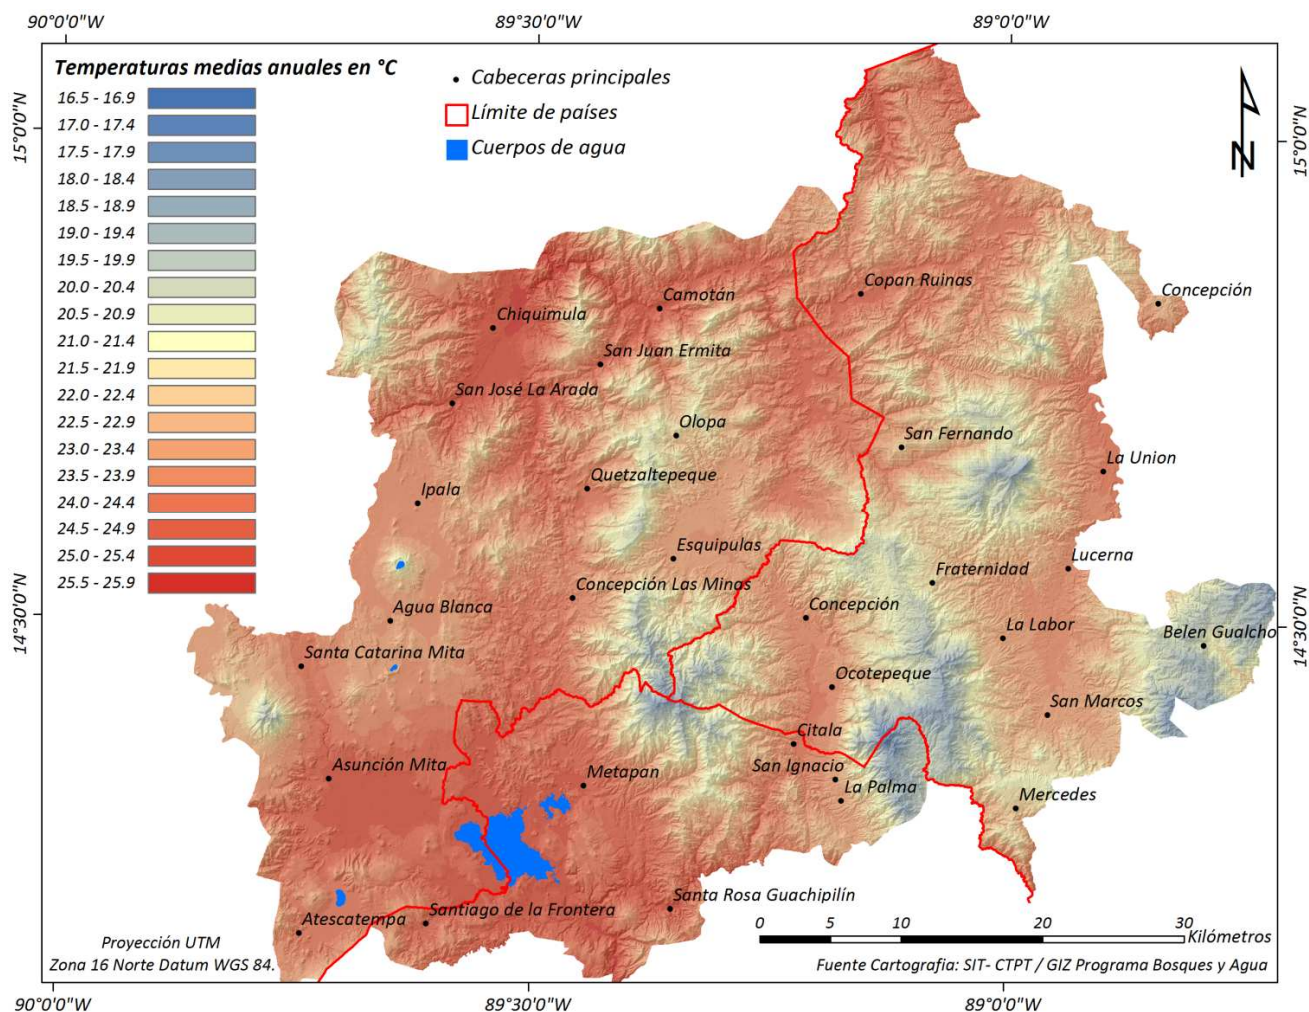 90°0'0"W
89°30'0"W
89°0'0"W
Temperaturas medias anuales en °C
16.5 - 16.9
17.0 - 17.4
17.5 - 17.9
18.0 - 18.4
18.5 - 18.9
19.0 - 19.4
19.5 - 19.9
20.0 - 20.4
20.5 - 20.9
21.0 - 21.4
21.5 - 21.9
22.0 - 22.4
22.5 - 22.9
23.0 - 23.4
23.5 - 23.9
24.0 - 24.4
24.5 - 24.9
25.0 - 25.4
25.5 - 25.9
Cabeceras principales
Límite de países
Cuerpos de agua
N
15°0'0"N
15°0'0"N
Copan Ruinas
Concepción
Camotán
Chiquimula
San Juan Ermita
San José La Arada
Olopa
San Fernando
La Union
Quetzaltepeque
Ipala
Esquipulas
Lucerna
Fraternidad
Concepción Las Minas
Agua Blanca
Concepción
La Labor
Belen Gualcho
14°30'0"N
14°30'0"N
Santa Catarina Mita
Ocotepeque
San Marcos
Citala
Asunción Mita
Metapan
San Ignacio
La Palma
Mercedes
Santa Rosa Guachipilín
Atescatempa
Santiago de la Frontera
0 5 10 20 30
Kilómetros
Proyección UTM
Zona 16 Norte Datum WGS 84.
Fuente Cartografia: SIT- CTPT / GIZ Programa Bosques y Agua
90°0'0"W
89°30'0"W
89°0'0"W